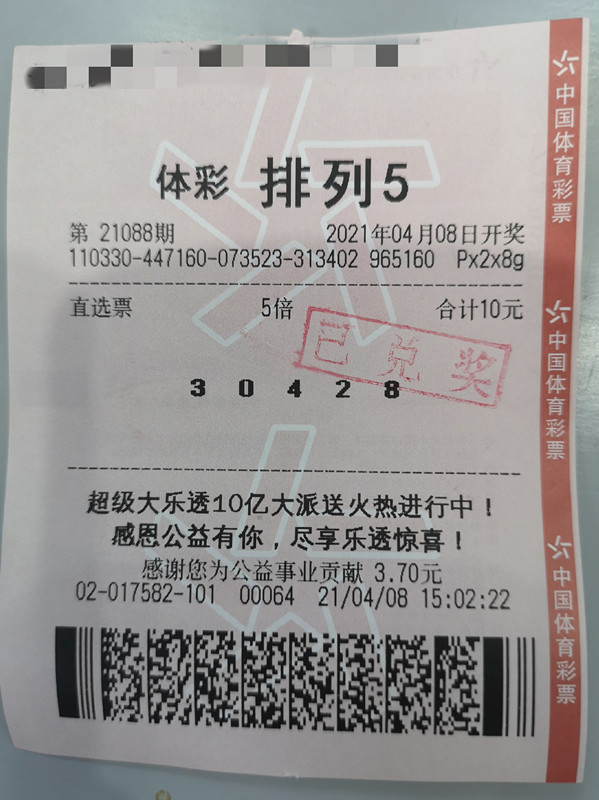 体彩 排列5
第 21088期 2021年04月08日开奖
110330-447160-073523-313402 965160 Px2x8g
直选票 5倍 合计10元
已兑奖
3 0 4 2 8
超级大乐透10亿大派送火热进行中！
感恩公益有你，尽享乐透惊喜！
感谢您为公益事业贡献 3.70元
02-017582-101 00064 21/04/08 15:02:22
中国体育彩票
中国体育彩票
中国体育彩票